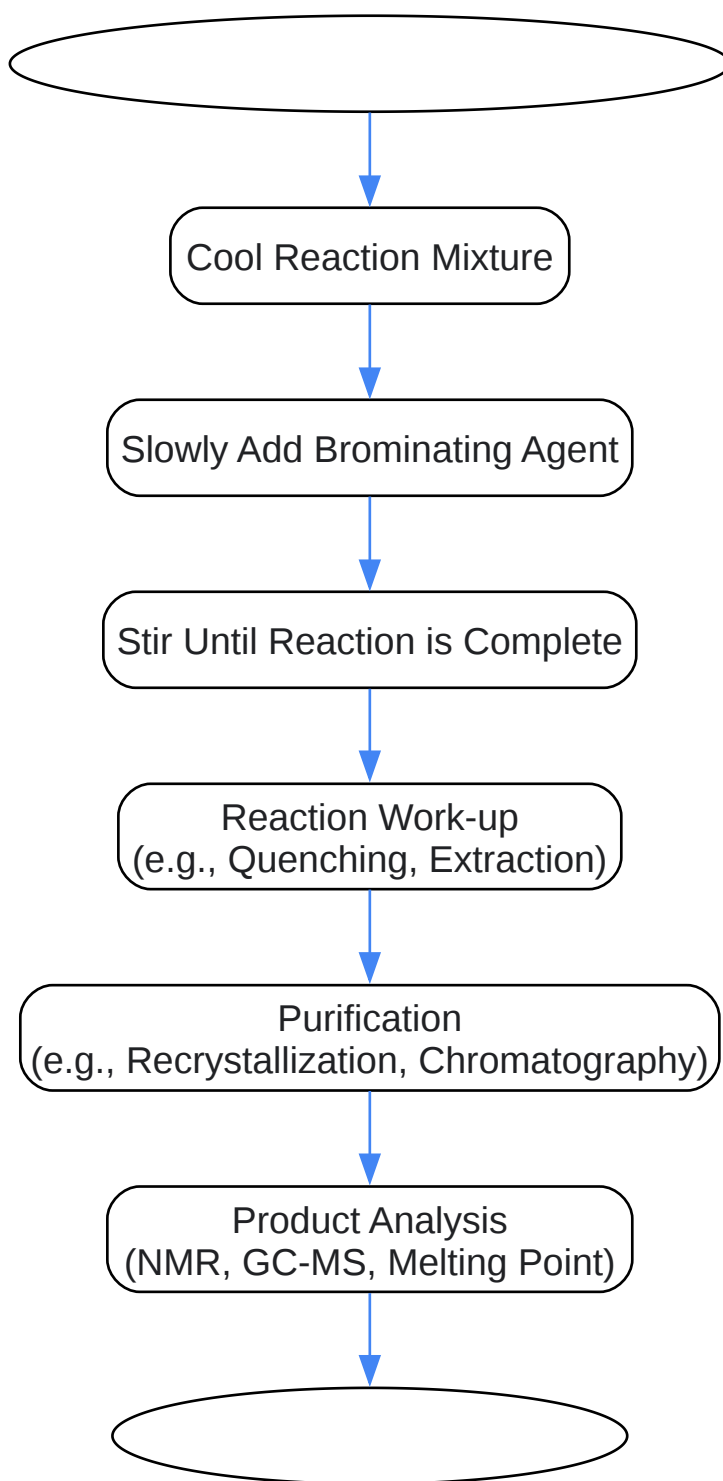 Cool Reaction Mixture
Slowly Add Brominating Agent
Stir Until Reaction is Complete
Reaction Work-up
(e.g., Quenching, Extraction)
Purification
(e.g., Recrystallization, Chromatography)
Product Analysis
(NMR, GC-MS, Melting Point)